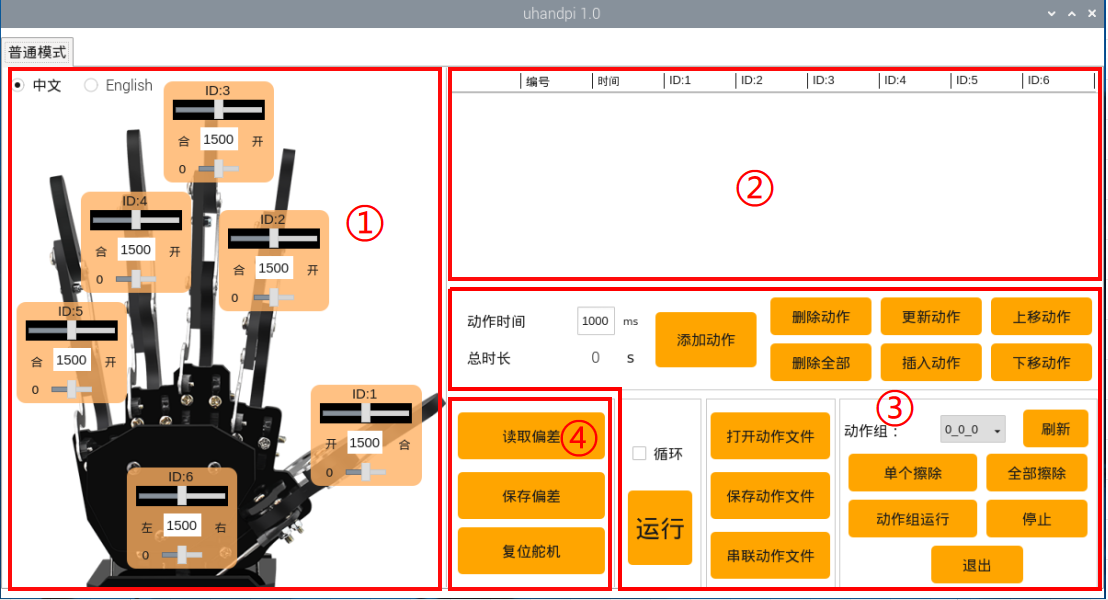 uhandpi 1.0
普通模式
中文 English
ID:3
合 1500 开
0
ID:4
合 1500 开
0
ID:2
合 1500 开
0
ID:5
合 1500 开
0
ID:1
开 1500 合
0
ID:6
左 1500 右
0
①
编号 时间 ID:1 ID:2 ID:3 ID:4 ID:5 ID:6
②
动作时间 1000 ms
总时长 0 s
添加动作
删除动作 更新动作 上移动作
删除全部 插入动作 下移动作
读取偏差 ④
保存偏差
复位舵机
循环
运行
打开动作文件
保存动作文件
串联动作文件
③
动作组： 0_0_0 刷新
单个擦除 全部擦除
动作组运行 停止
退出